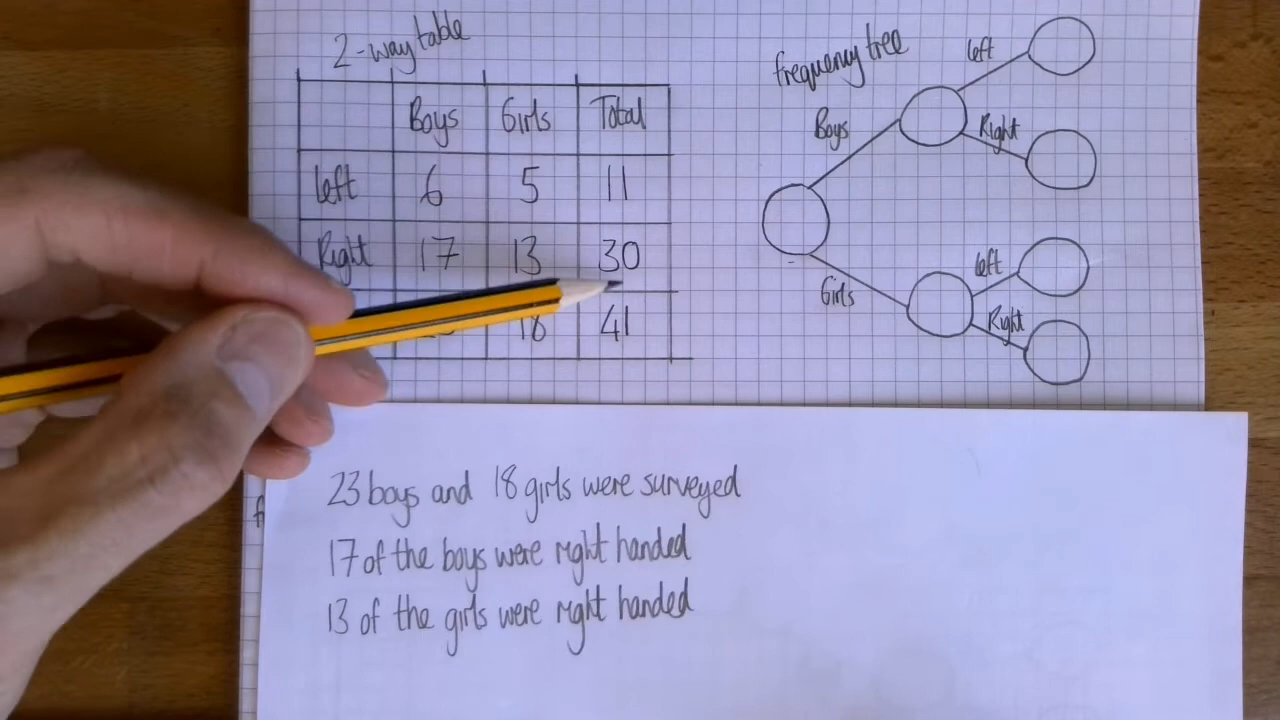 2-way table
Boys Girls Total
left 6 5 11
Right 17 13 30
18 41
frequency tree
Boys
left
Right
Girls
left
Right
23 boys and 18 girls were surveyed
17 of the boys were right handed
13 of the girls were right handed